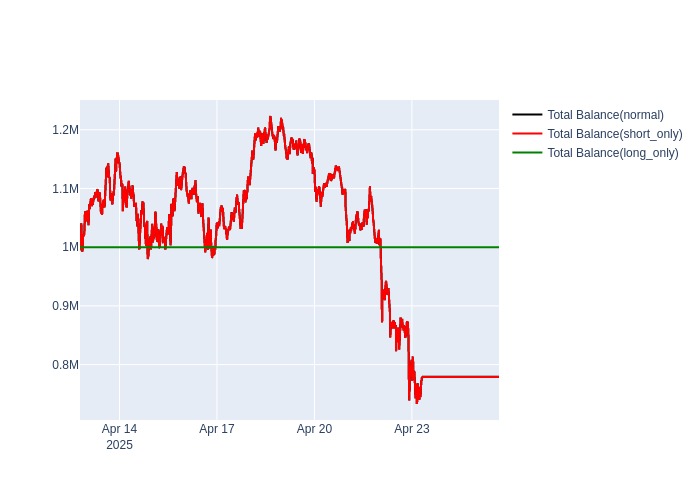 1.2M
1.1M
1M
0.9M
0.8M
Apr 14
2025
Apr 17
Apr 20
Apr 23
Total Balance(normal)
Total Balance(short_only)
Total Balance(long_only)